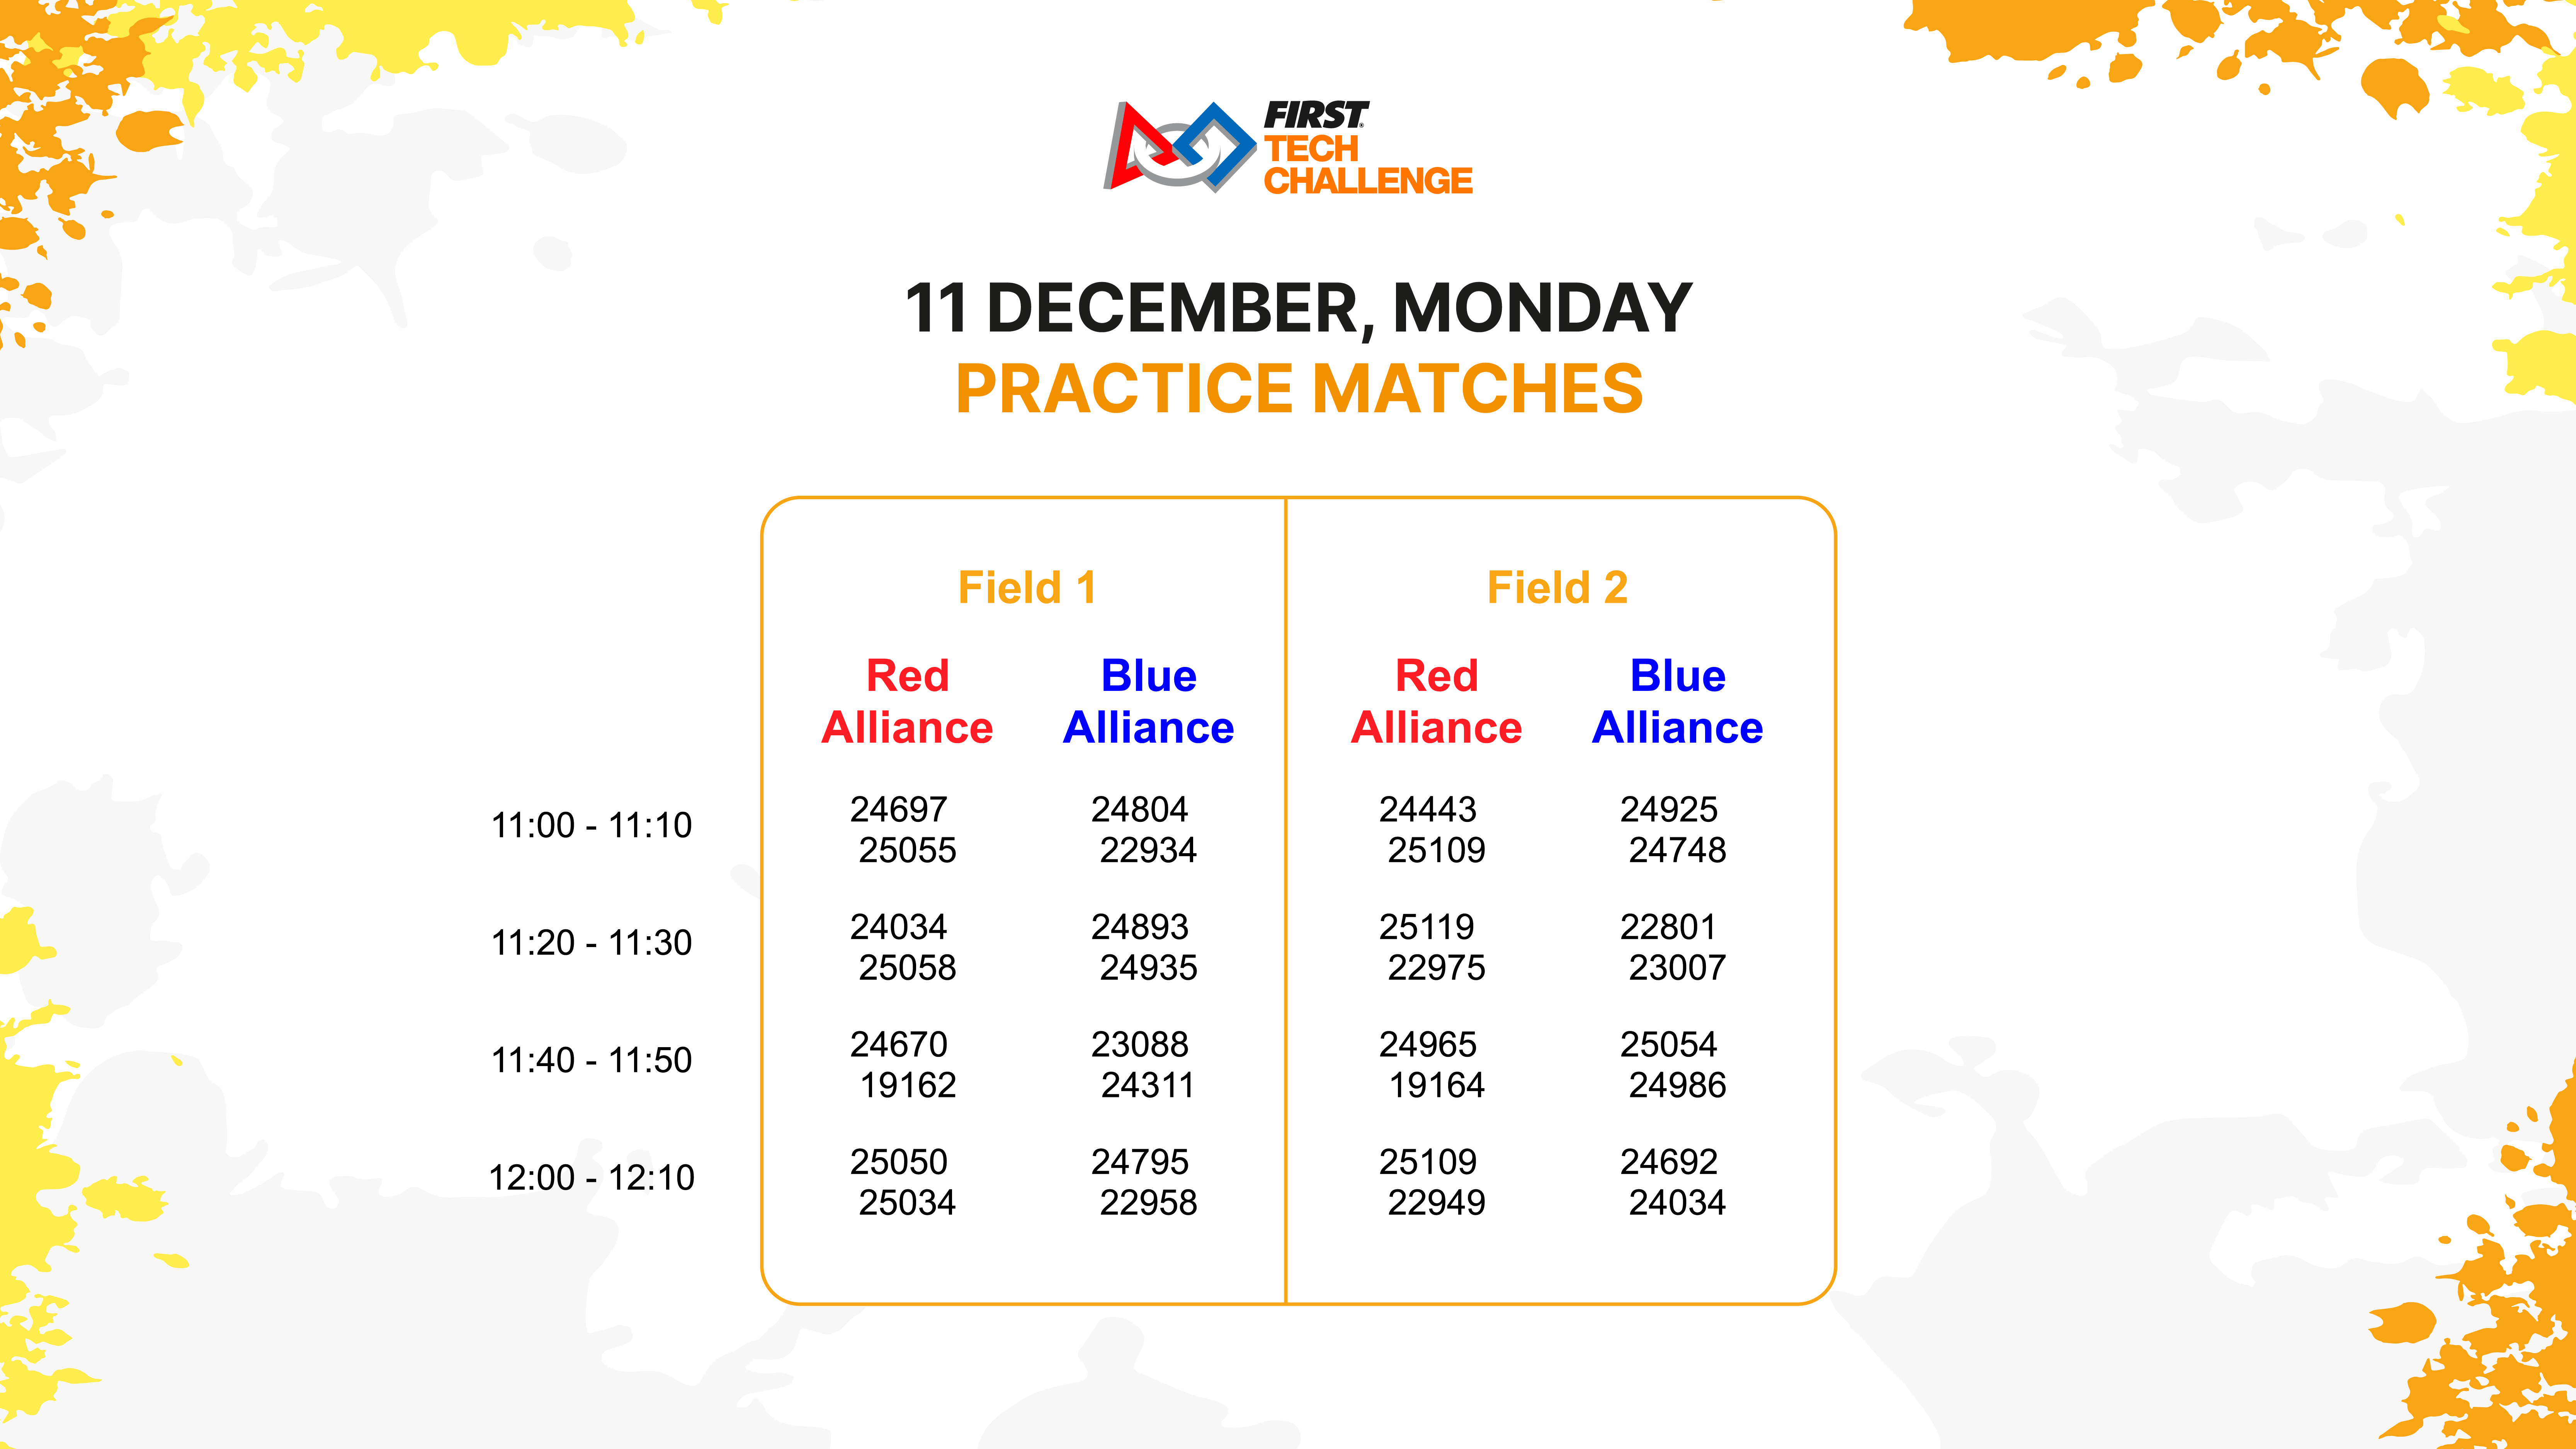 FIRST®
TECH
CHALLENGE
11 DECEMBER, MONDAY
PRACTICE MATCHES
Field 1 Field 2
Red Blue Red Blue
Alliance Alliance Alliance Alliance
24697 24804 24443 24925
11:00 - 11:10
25055 22934 25109 24748
24034 24893 25119 22801
11:20 - 11:30
25058 24935 22975 23007
24670 23088 24965 25054
11:40 - 11:50
19162 24311 19164 24986
25050 24795 25109 24692
12:00 - 12:10
25034 22958 22949 24034